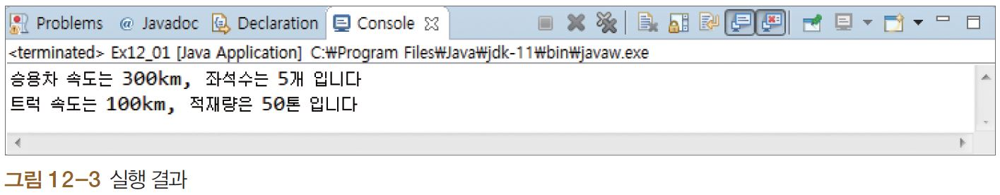 Problems @ Javadoc Declaration Console
<terminated> Ex12_01 [Java Application] C:₩Program Files₩Java₩jdk-11₩bin₩javaw.exe
승용차 속도는 300km, 좌석수는 5개 입니다
트럭 속도는 100km, 적재량은 50톤 입니다
그림 12-3 실행 결과